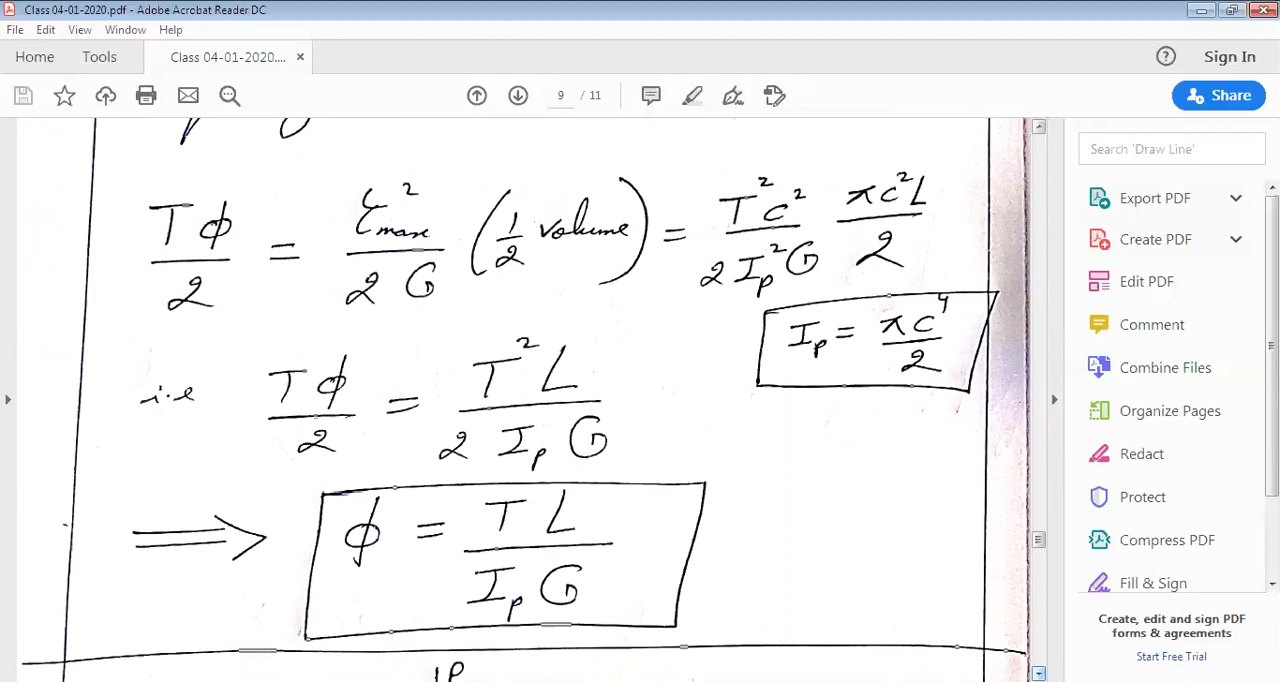 Class 04-01-2020.pdf - Adobe Acrobat Reader DC
File Edit View Window Help
Home Tools Class 04-01-2020.... × ? Sign In
9 / 11 Share
Tφ/2 = τ²max/2G (1/2 volume) = T²c²/2Ip²G πc²L/2
Ip = πc⁴/2
i.e Tφ/2 = T²L/2IpG
⟹ φ = TL/IpG
Search 'Draw Line'
Export PDF
Create PDF
Edit PDF
Comment
Combine Files
Organize Pages
Redact
Protect
Compress PDF
Fill & Sign
Create, edit and sign PDF
forms & agreements
Start Free Trial